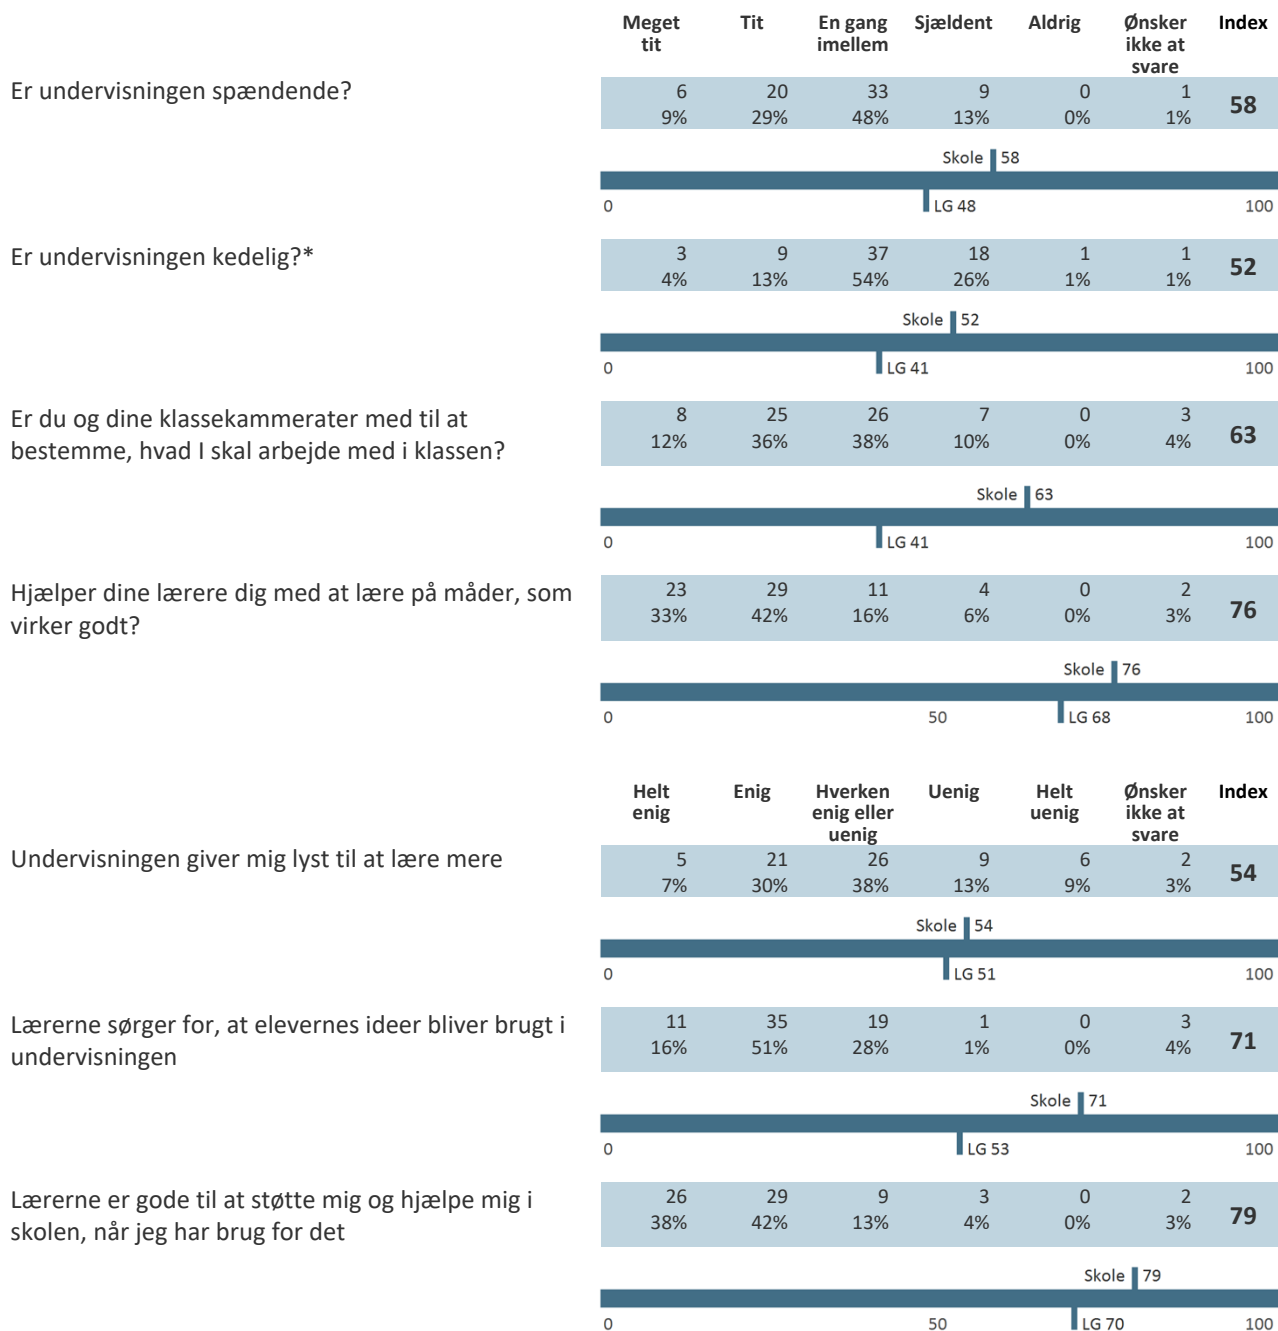 Meget tit Tit En gang imellem Sjældent Aldrig Ønsker ikke at svare Index
Er undervisningen spændende?
6 20 33 9 0 1 58
9% 29% 48% 13% 0% 1%
Skole 58
LG 48
0 100
Er undervisningen kedelig?*
3 9 37 18 1 1 52
4% 13% 54% 26% 1% 1%
Skole 52
LG 41
0 100
Er du og dine klassekammerater med til at
bestemme, hvad I skal arbejde med i klassen?
8 25 26 7 0 3 63
12% 36% 38% 10% 0% 4%
Skole 63
LG 41
0 100
Hjælper dine lærere dig med at lære på måder, som
virker godt?
23 29 11 4 0 2 76
33% 42% 16% 6% 0% 3%
Skole 76
0 50 LG 68 100
Helt enig Enig Hverken enig eller uenig Uenig Helt uenig Ønsker ikke at svare Index
Undervisningen giver mig lyst til at lære mere
5 21 26 9 6 2 54
7% 30% 38% 13% 9% 3%
Skole 54
LG 51
0 100
Lærerne sørger for, at elevernes ideer bliver brugt i
undervisningen
11 35 19 1 0 3 71
16% 51% 28% 1% 0% 4%
Skole 71
LG 53
0 100
Lærerne er gode til at støtte mig og hjælpe mig i
skolen, når jeg har brug for det
26 29 9 3 0 2 79
38% 42% 13% 4% 0% 3%
Skole 79
0 50 LG 70 100